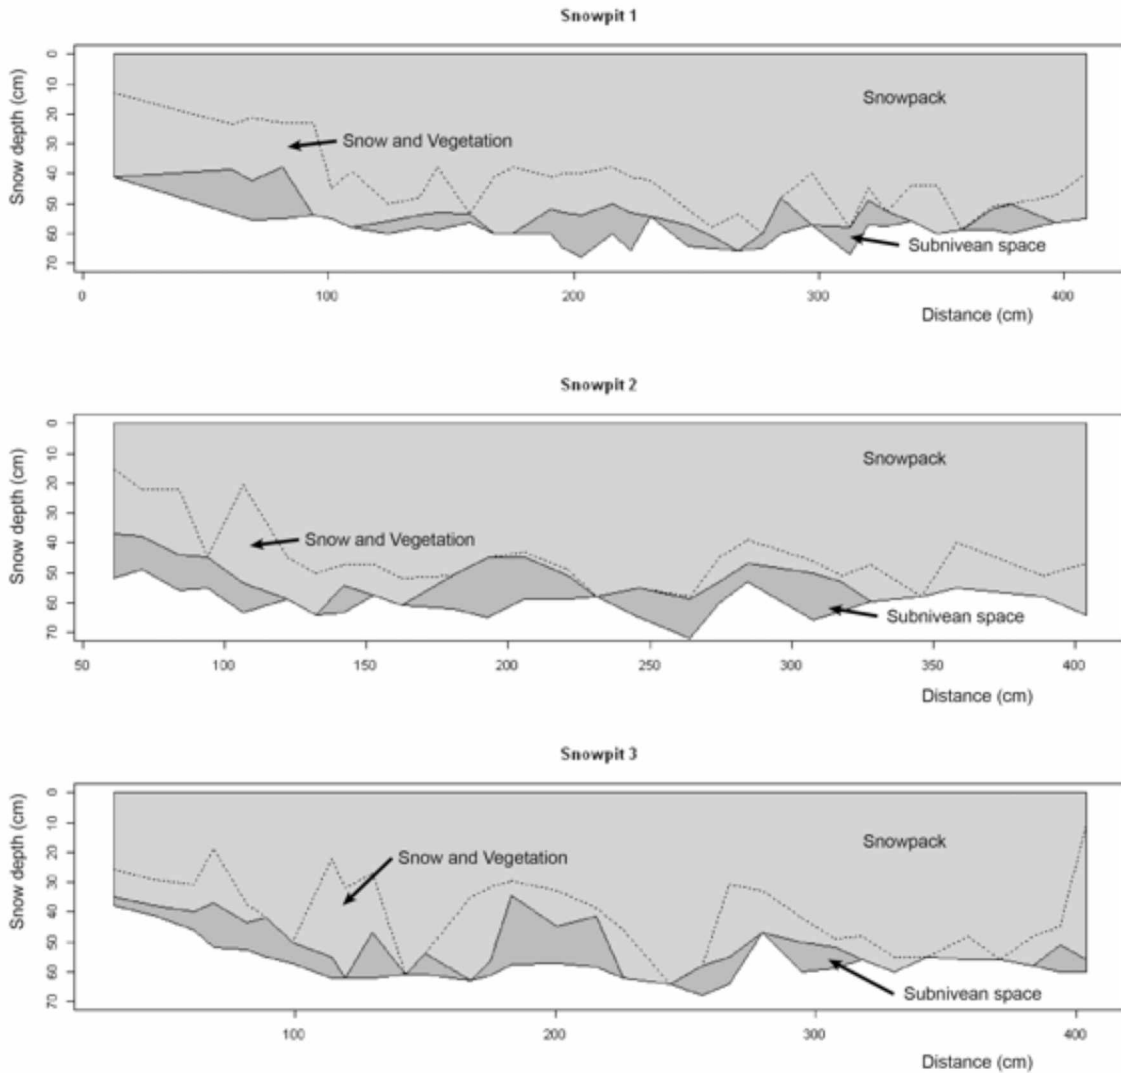 Snowpit 1
Snow depth (cm)
0
10
20
30
40
50
60
70
Snowpack
Snow and Vegetation
Subnivean space
0 100 200 300 400
Distance (cm)
Snowpit 2
Snow depth (cm)
0
10
20
30
40
50
60
70
Snowpack
Snow and Vegetation
Subnivean space
50 100 150 200 250 300 350 400
Distance (cm)
Snowpit 3
Snow depth (cm)
0
10
20
30
40
50
60
70
Snowpack
Snow and Vegetation
Subnivean space
100 200 300 400
Distance (cm)